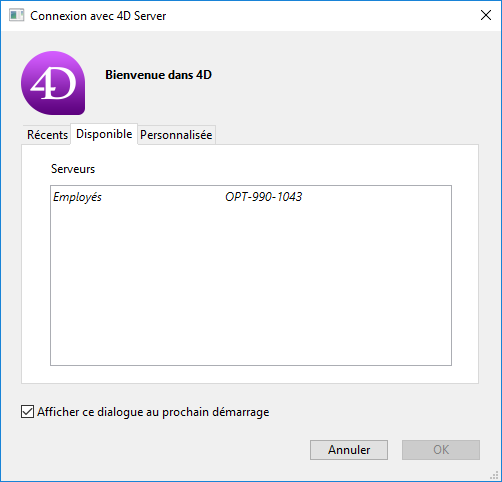 Connexion avec 4D Server
4D
Bienvenue dans 4D
Récents Disponible Personnalisée
Serveurs
Employés OPT-990-1043
Afficher ce dialogue au prochain démarrage
Annuler OK